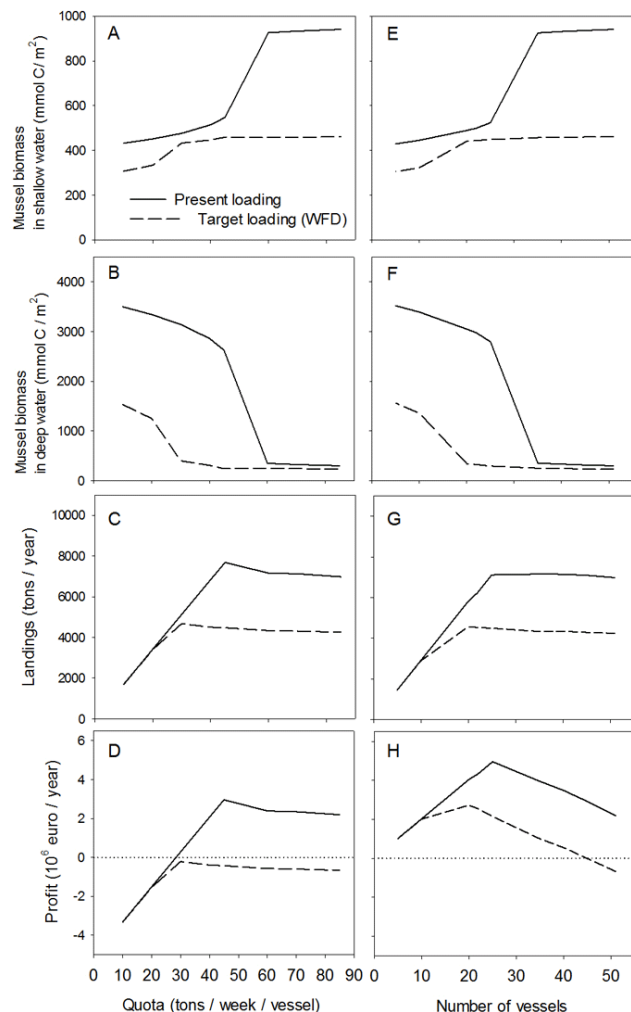 A
E
Mussel biomass
in shallow water (mmol C / m²)
1000
800
600
400
200
0
Present loading
Target loading (WFD)
B
F
Mussel biomass
in deep water (mmol C / m²)
4000
3000
2000
1000
0
C
G
Landings (tons / year)
10000
8000
6000
4000
2000
0
D
H
Profit (10⁶ euro / year)
6
4
2
0
-2
-4
0 10 20 30 40 50 60 70 80 90
0 10 20 30 40 50
Quota (tons / week / vessel)
Number of vessels